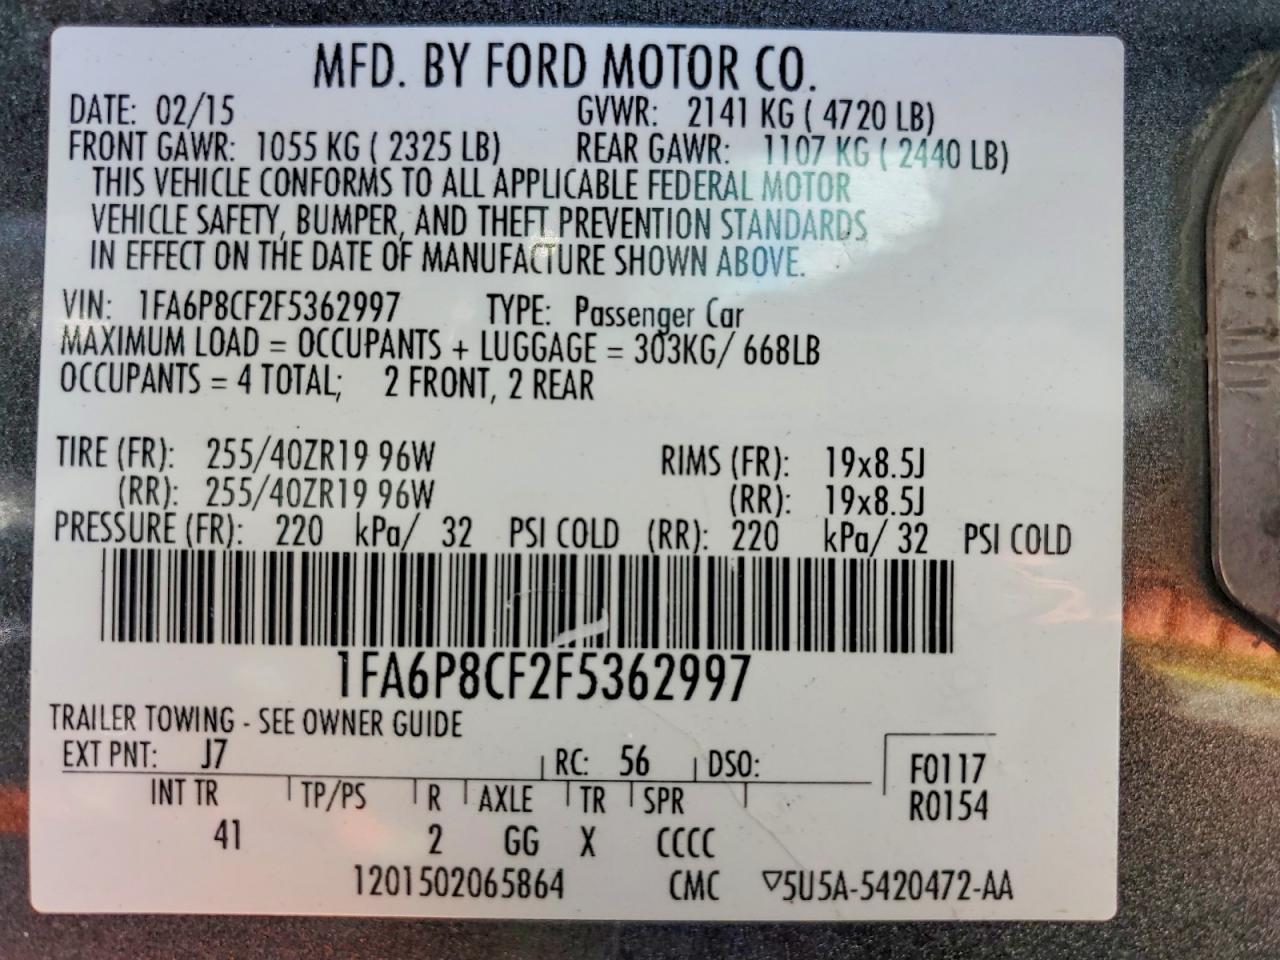 MFD. BY FORD MOTOR CO.
DATE: 02/15 GVWR: 2141 KG ( 4720 LB)
FRONT GAWR: 1055 KG ( 2325 LB) REAR GAWR: 1107 KG ( 2440 LB)
THIS VEHICLE CONFORMS TO ALL APPLICABLE FEDERAL MOTOR
VEHICLE SAFETY, BUMPER, AND THEFT PREVENTION STANDARDS
IN EFFECT ON THE DATE OF MANUFACTURE SHOWN ABOVE.
VIN: 1FA6P8CF2F5362997 TYPE: Passenger Car
MAXIMUM LOAD = OCCUPANTS + LUGGAGE = 303KG/ 668LB
OCCUPANTS = 4 TOTAL; 2 FRONT, 2 REAR
TIRE (FR): 255/40ZR19 96W RIMS (FR): 19x8.5J
(RR): 255/40ZR19 96W (RR): 19x8.5J
PRESSURE (FR): 220 kPa/ 32 PSI COLD (RR): 220 kPa/ 32 PSI COLD
1FA6P8CF2F5362997
TRAILER TOWING - SEE OWNER GUIDE
EXT PNT: J7 RC: 56 DSO: F0117
INT TR TP/PS R AXLE TR SPR R0154
41 2 GG X CCCC
1201502065864 CMC ▽5U5A-5420472-AA